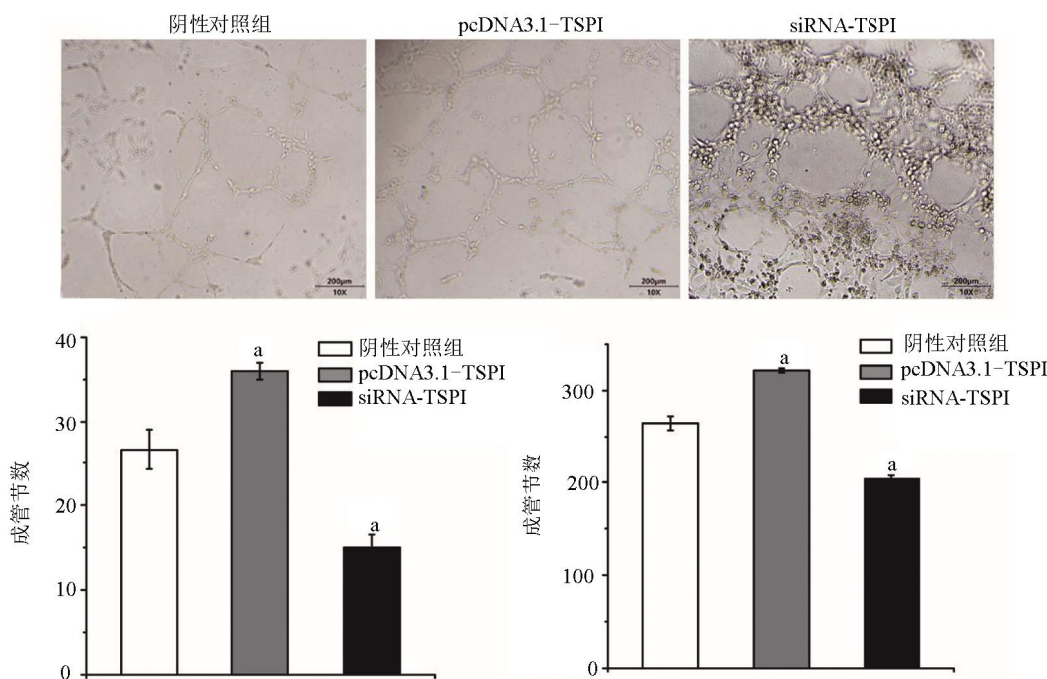 阴性对照组
pcDNA3.1-TSPI
siRNA-TSPI
200μm
10X
200μm
10X
200μm
10X
40
30
20
10
0
成管节数
a
a
阴性对照组
pcDNA3.1-TSPI
siRNA-TSPI
300
200
100
0
成管节数
a
a
阴性对照组
pcDNA3.1-TSPI
siRNA-TSPI